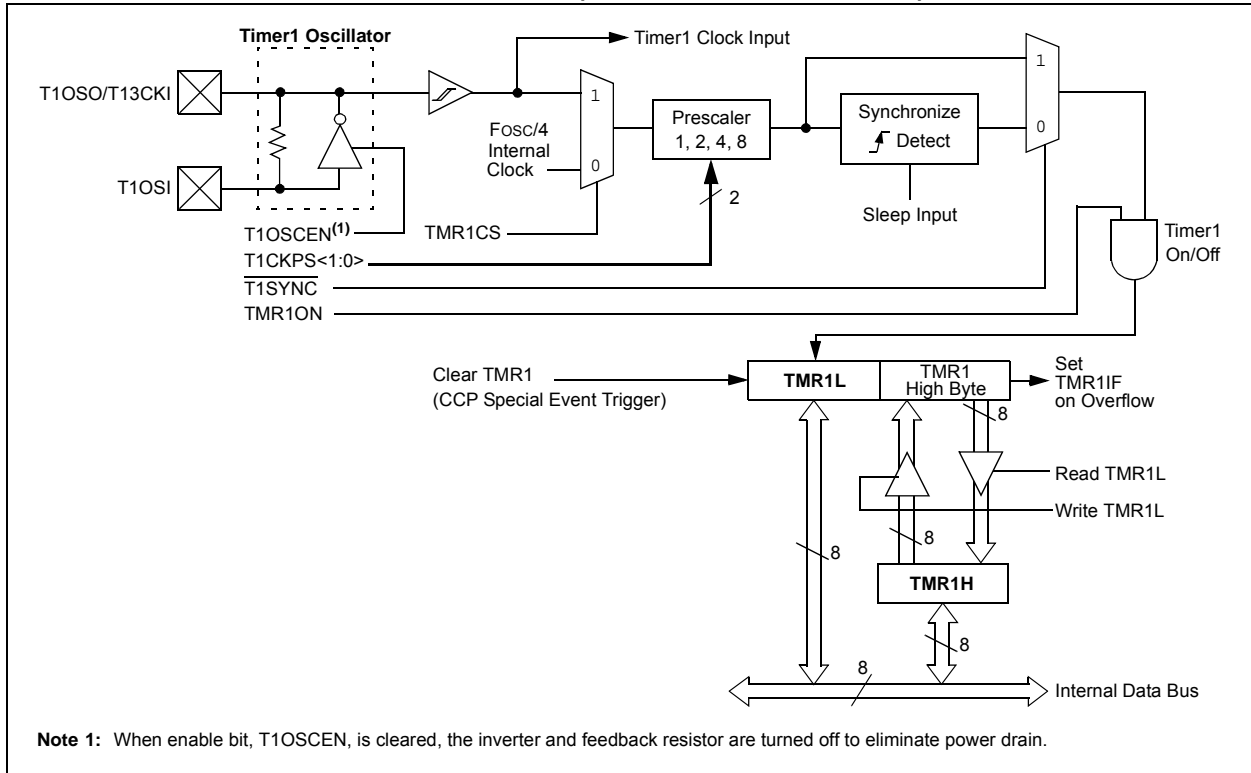 Timer1 Oscillator
Timer1 Clock Input
T1OSO/T13CKI
1
FOSC/4
Internal
Clock
0
Prescaler
1, 2, 4, 8
Synchronize
Detect
1
0
T1OSI
2
Sleep Input
T1OSCEN(1)
TMR1CS
T1CKPS<1:0>
T1SYNC
TMR1ON
Timer1
On/Off
Clear TMR1
(CCP Special Event Trigger)
TMR1L
TMR1
High Byte
Set
TMR1IF
on Overflow
8
Read TMR1L
Write TMR1L
8
8
TMR1H
8
8
Internal Data Bus
Note 1: When enable bit, T1OSCEN, is cleared, the inverter and feedback resistor are turned off to eliminate power drain.